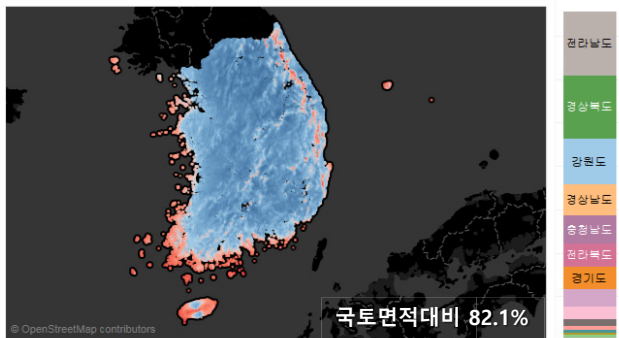 전라남도
경상북도
강원도
경상남도
충청남도
전라북도
경기도
국토면적대비 82.1%
© OpenStreetMap contributors